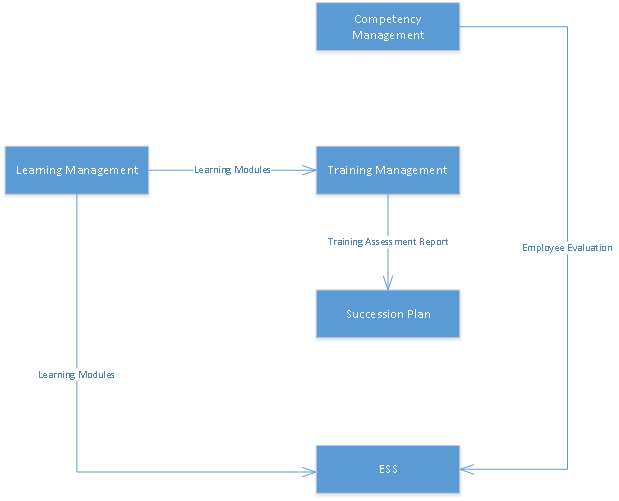 Competency
Management
Learning Management
Learning Modules
Training Management
Training Assessment Report
Employee Evaluation
Succession Plan
Learning Modules
ESS